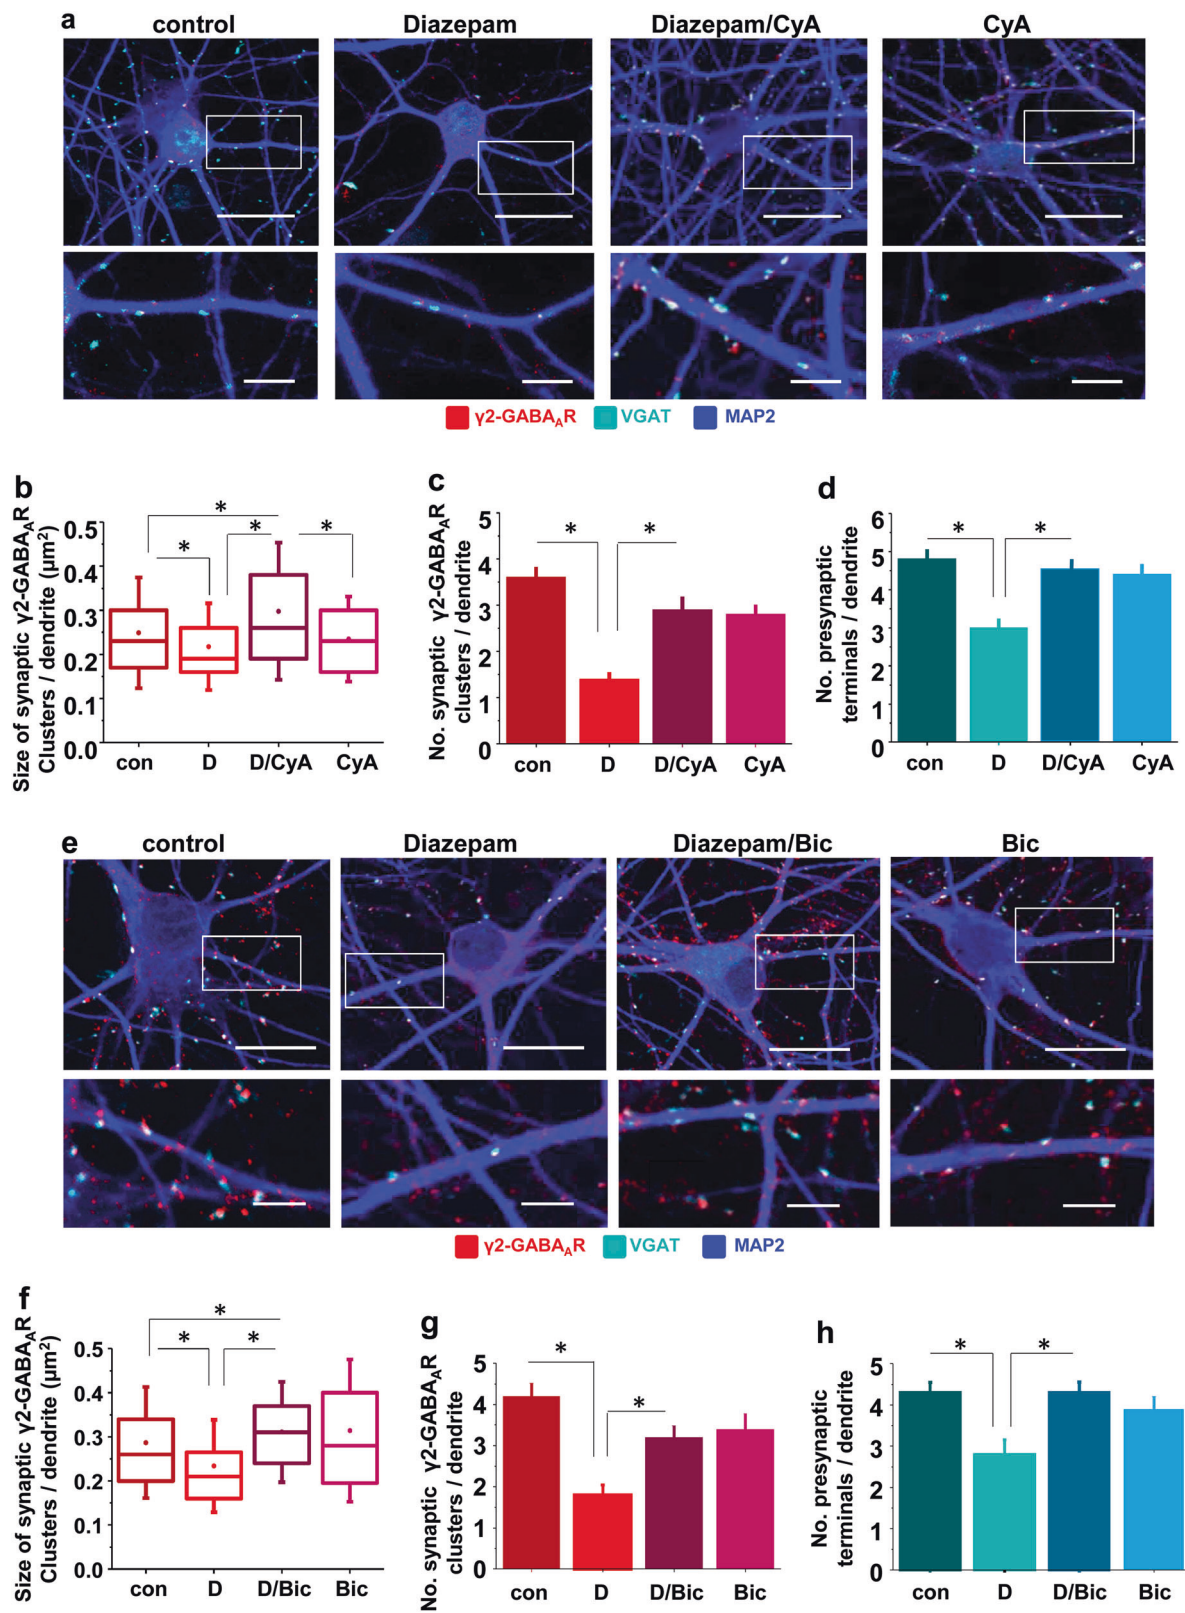 a
control Diazepam Diazepam/CyA CyA
γ2-GABA_AR VGAT MAP2
b
Size of synaptic γ2-GABA_AR
Clusters / dendrite (µm²)
0.5
0.4
0.3
0.2
0.1
0.0
* * * *
con D D/CyA CyA
c
No. synaptic γ2-GABA_AR
clusters / dendrite
5
4
3
2
1
0
* *
con D D/CyA CyA
d
No. presynaptic
terminals / dendrite
6
5
4
3
2
1
0
* *
con D D/CyA CyA
e
control Diazepam Diazepam/Bic Bic
γ2-GABA_AR VGAT MAP2
f
Size of synaptic γ2-GABA_AR
Clusters / dendrite (µm²)
0.5
0.4
0.3
0.2
0.1
0.0
* * *
con D D/Bic Bic
g
No. synaptic γ2-GABA_AR
clusters / dendrite
5
4
3
2
1
0
* *
con D D/Bic Bic
h
No. presynaptic
terminals / dendrite
5
4
3
2
1
0
* *
con D D/Bic Bic